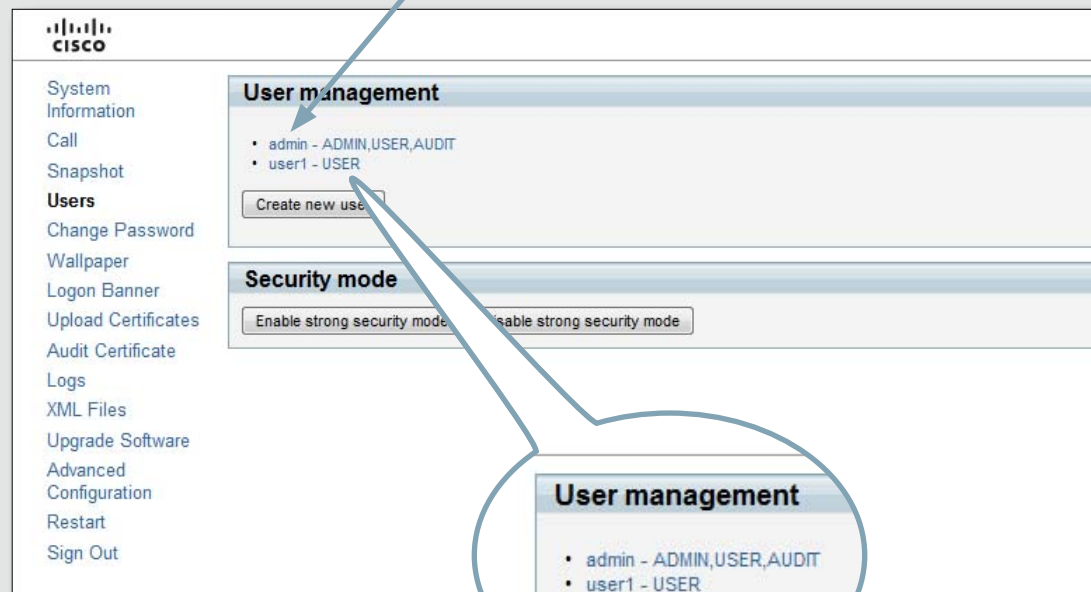 CISCO
System
Information
Call
Snapshot
Users
Change Password
Wallpaper
Logon Banner
Upload Certificates
Audit Certificate
Logs
XML Files
Upgrade Software
Advanced
Configuration
Restart
Sign Out
User management
• admin - ADMIN,USER,AUDIT
• user1 - USER
Create new use
Security mode
Enable strong security mode
isable strong security mode
User management
• admin - ADMIN,USER,AUDIT
• user1 - USER